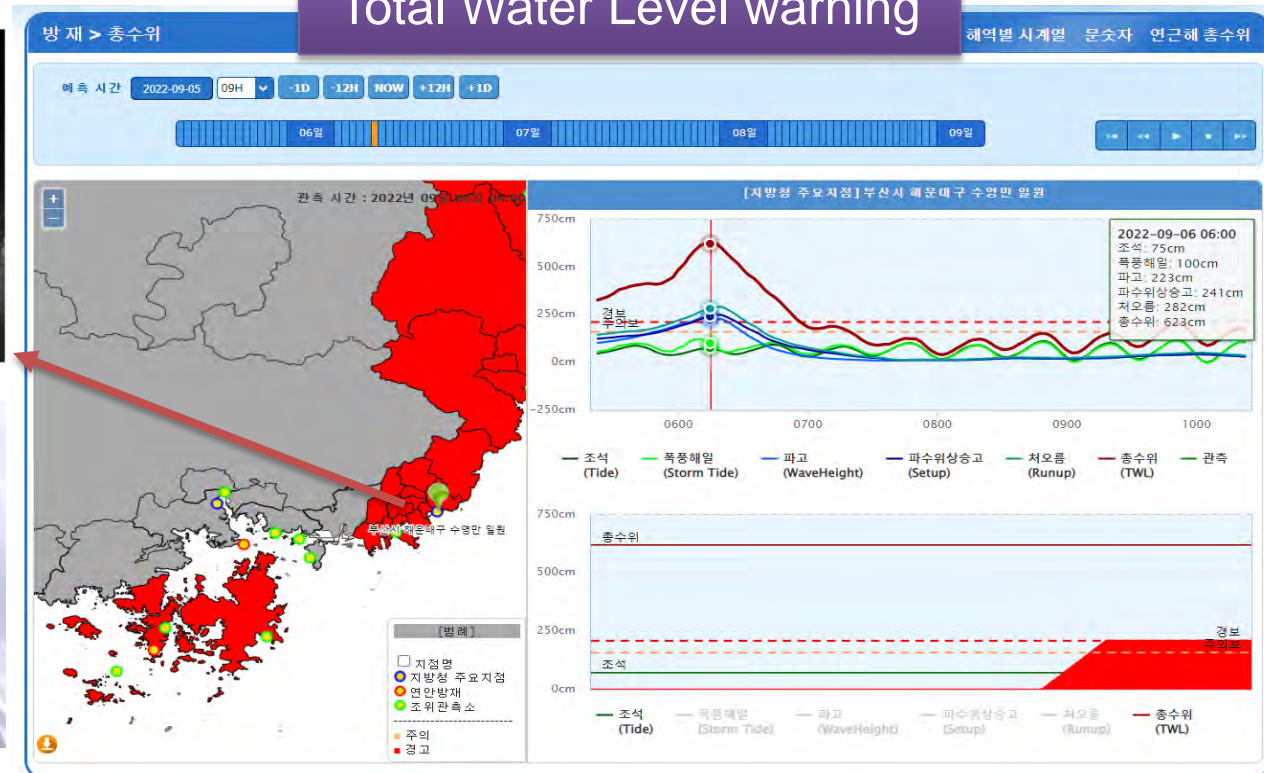 Total Water Level warning
방재 > 총수위
해역별 시계열 문숫자 연근해 총수위
예측 시간 2022-09-05 09H -1D -12H NOW +12H +1D
06일 07일 08일 09일
+
−
관측 시간 : 2022년 09
부산시 해운대구 수영만 일원
[범례]
지점명
지방청 주요지점
연안방재
조위관측소
주의
경고
[지방청 주요지점] 부산시 해운대구 수영만 일원
750cm
500cm
250cm
0cm
-250cm
경보
주의보
2022-09-06 06:00
조석: 75cm
폭풍해일: 100cm
파고: 223cm
파수위상승고: 241cm
처오름: 282cm
총수위: 623cm
0600 0700 0800 0900 1000
조석 폭풍해일 파고 파수위상승고 처오름 총수위 관측
(Tide) (Storm Tide) (WaveHeight) (Setup) (Runup) (TWL)
750cm
총수위
500cm
250cm
경보
주의보
조석
0cm
조석 폭풍해일 파고 파수위상승고 처오름 총수위
(Tide) (Storm Tide) (WaveHeight) (Setup) (Runup) (TWL)